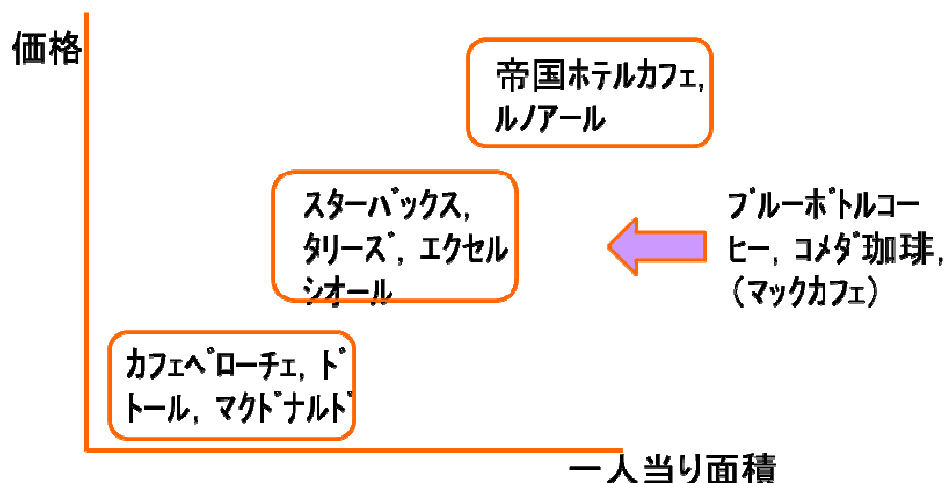 価格
帝国ホテルカフェ,
ルノアール
スターバックス,
タリーズ, エクセル
シオール
ブルーボトルコー
ヒー, コメダ珈琲,
(マックカフェ)
カフェベローチェ, ド
トール, マクドナルド
一人当り面積